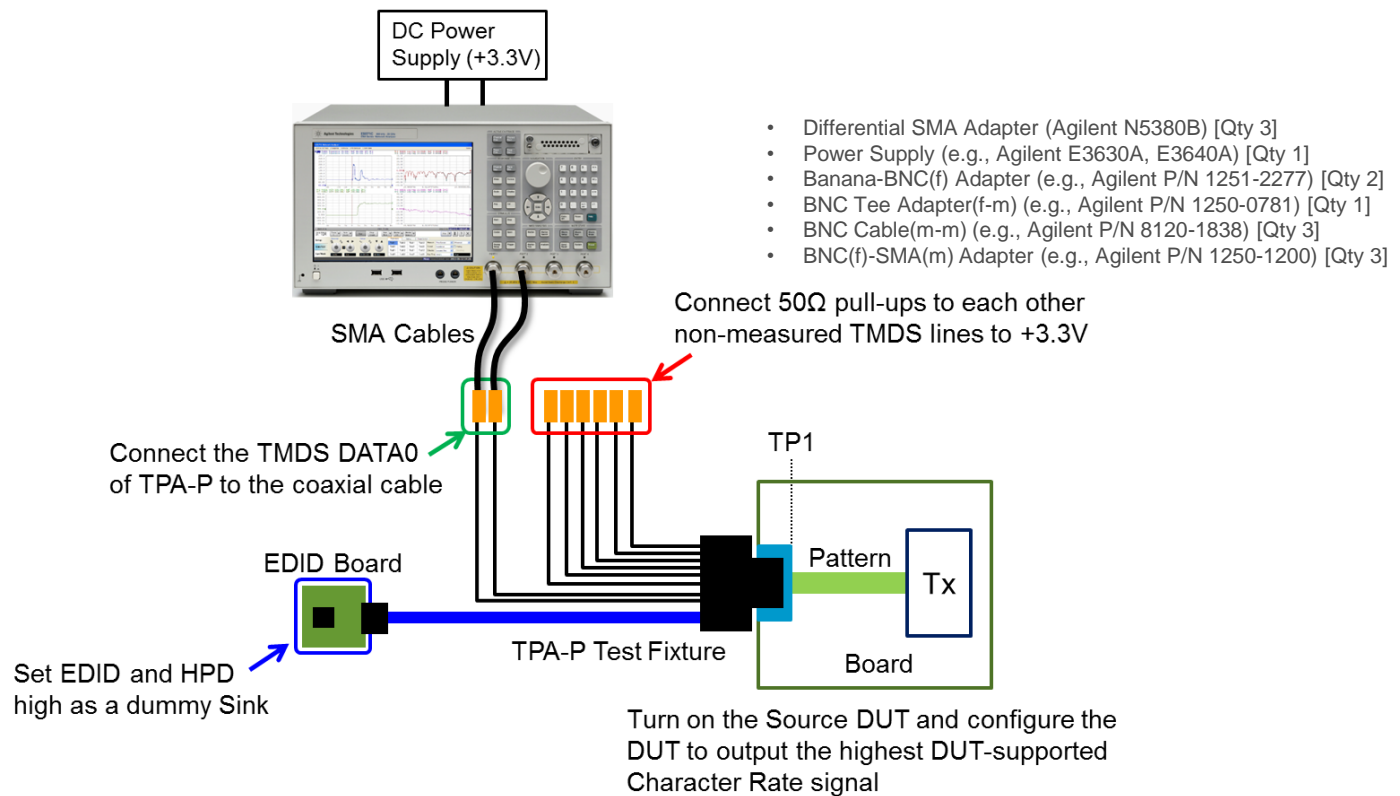 DC Power
Supply (+3.3V)
Agilent Technologies
• Differential SMA Adapter (Agilent N5380B) [Qty 3]
• Power Supply (e.g., Agilent E3630A, E3640A) [Qty 1]
• Banana-BNC(f) Adapter (e.g., Agilent P/N 1251-2277) [Qty 2]
• BNC Tee Adapter(f-m) (e.g., Agilent P/N 1250-0781) [Qty 1]
• BNC Cable(m-m) (e.g., Agilent P/N 8120-1838) [Qty 3]
• BNC(f)-SMA(m) Adapter (e.g., Agilent P/N 1250-1200) [Qty 3]
SMA Cables
Connect 50Ω pull-ups to each other
non-measured TMDS lines to +3.3V
Connect the TMDS DATA0
of TPA-P to the coaxial cable
TP1
EDID Board
Pattern
Tx
TPA-P Test Fixture
Board
Set EDID and HPD
high as a dummy Sink
Turn on the Source DUT and configure the
DUT to output the highest DUT-supported
Character Rate signal